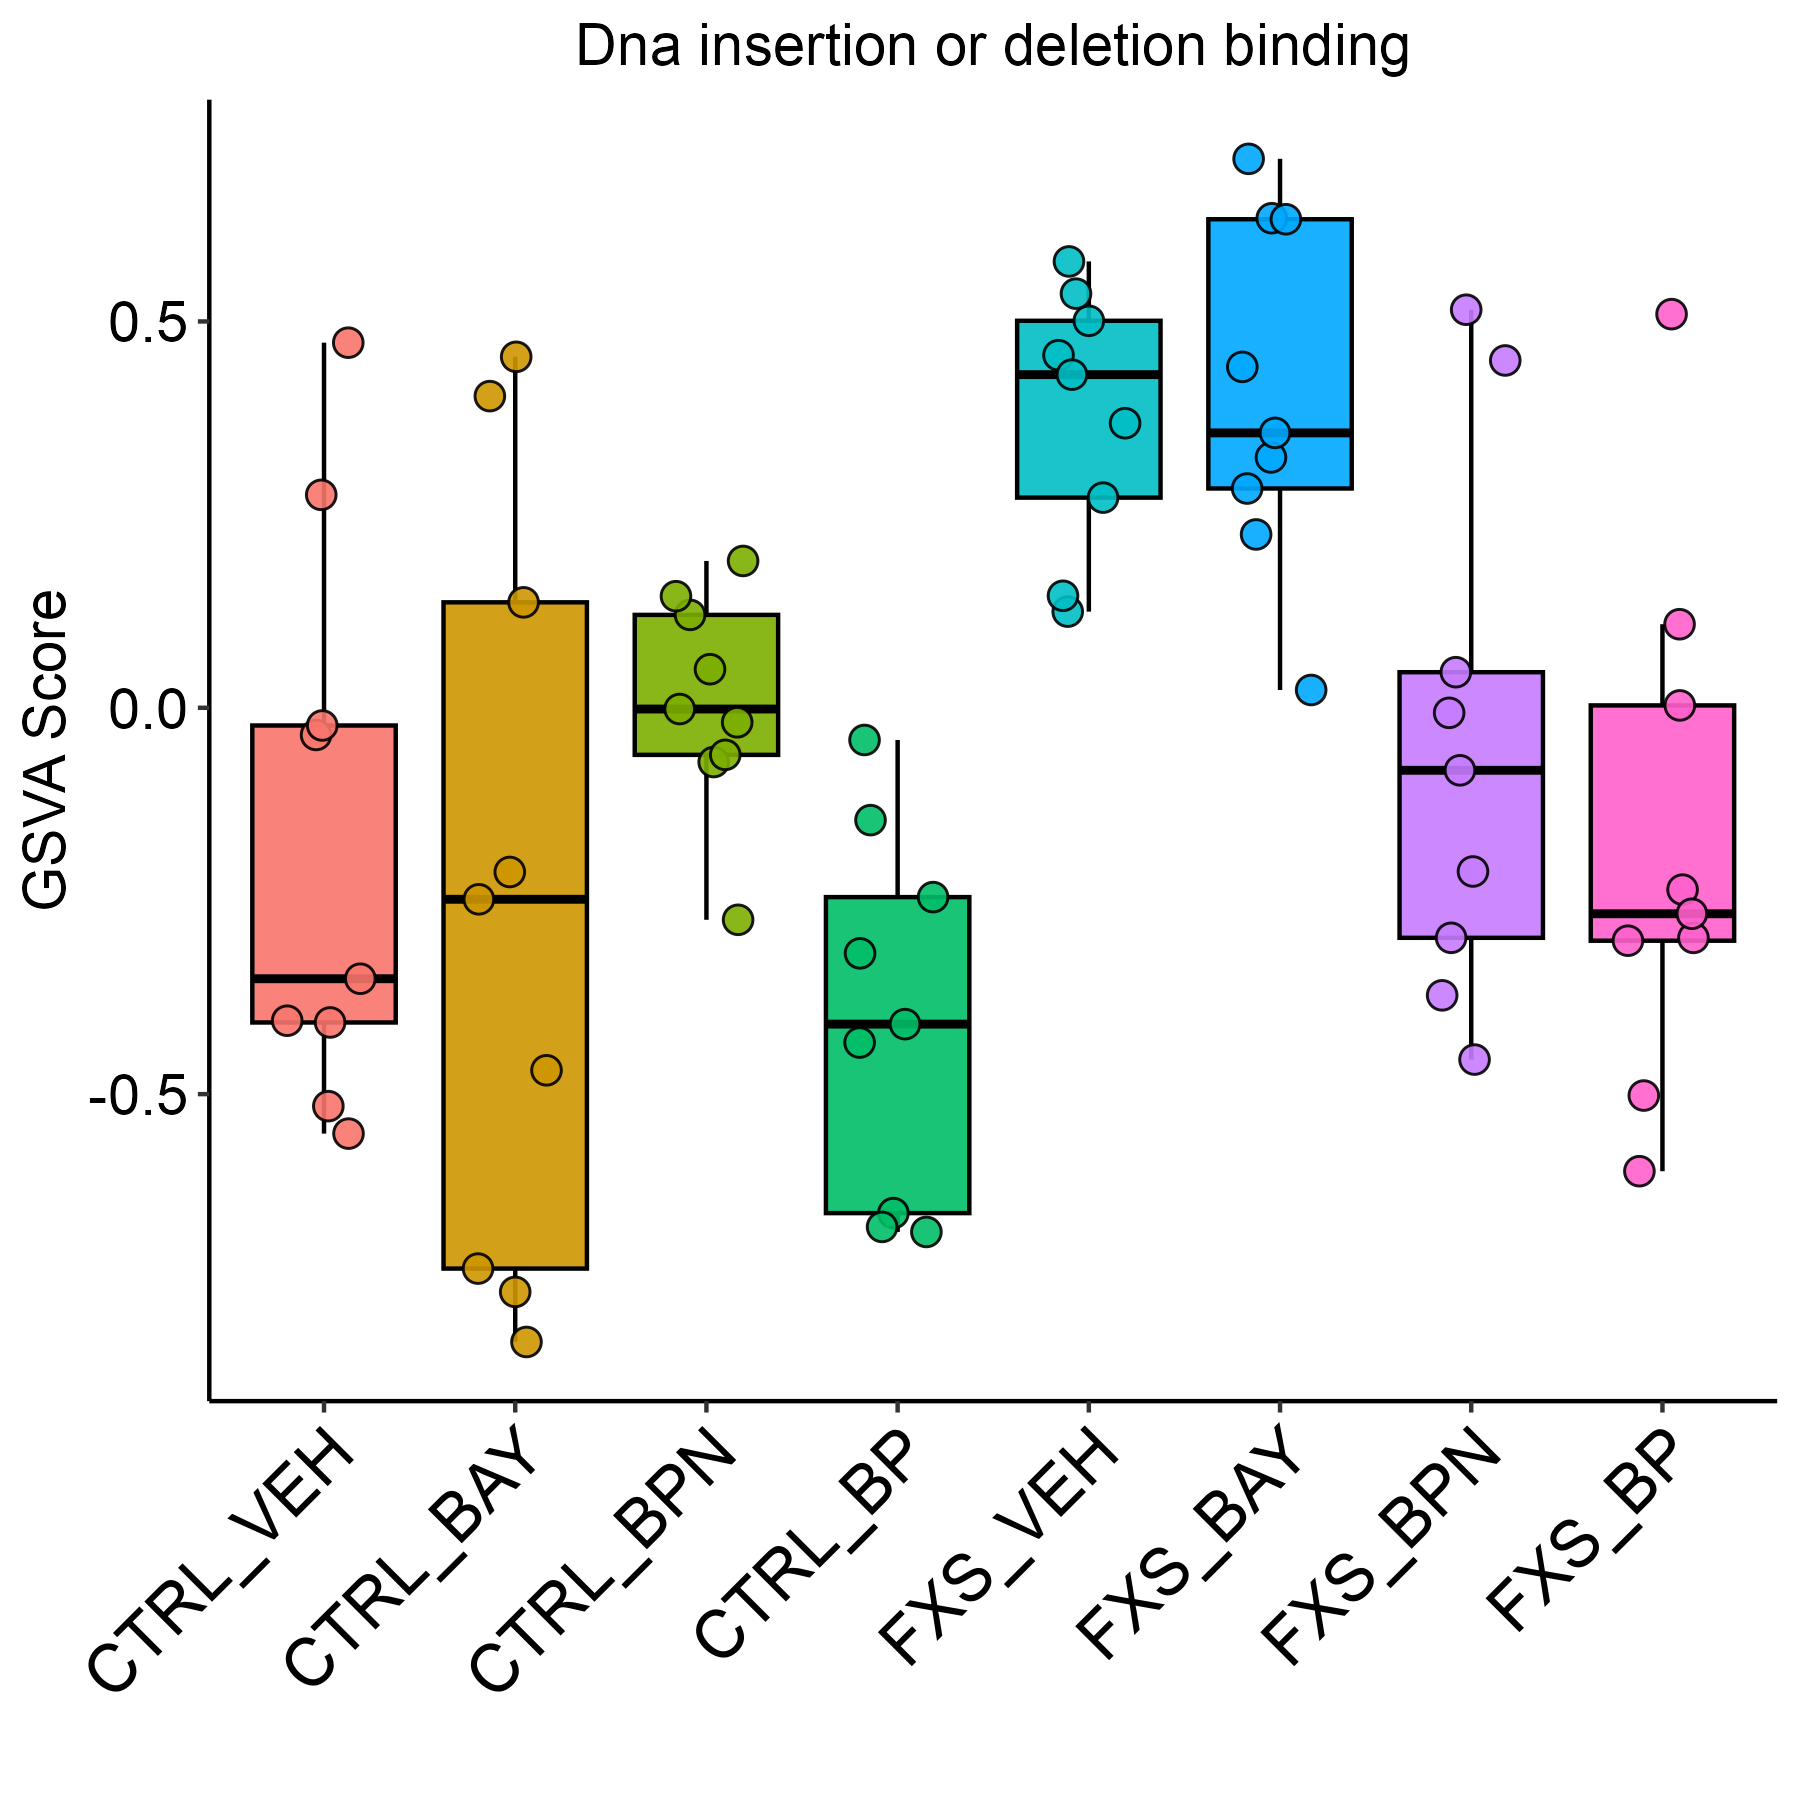 Dna insertion or deletion binding
GSVA Score
0.5
0.0
-0.5
CTRL_VEH
CTRL_BAY
CTRL_BPN
CTRL_BP
FXS_VEH
FXS_BAY
FXS_BPN
FXS_BP